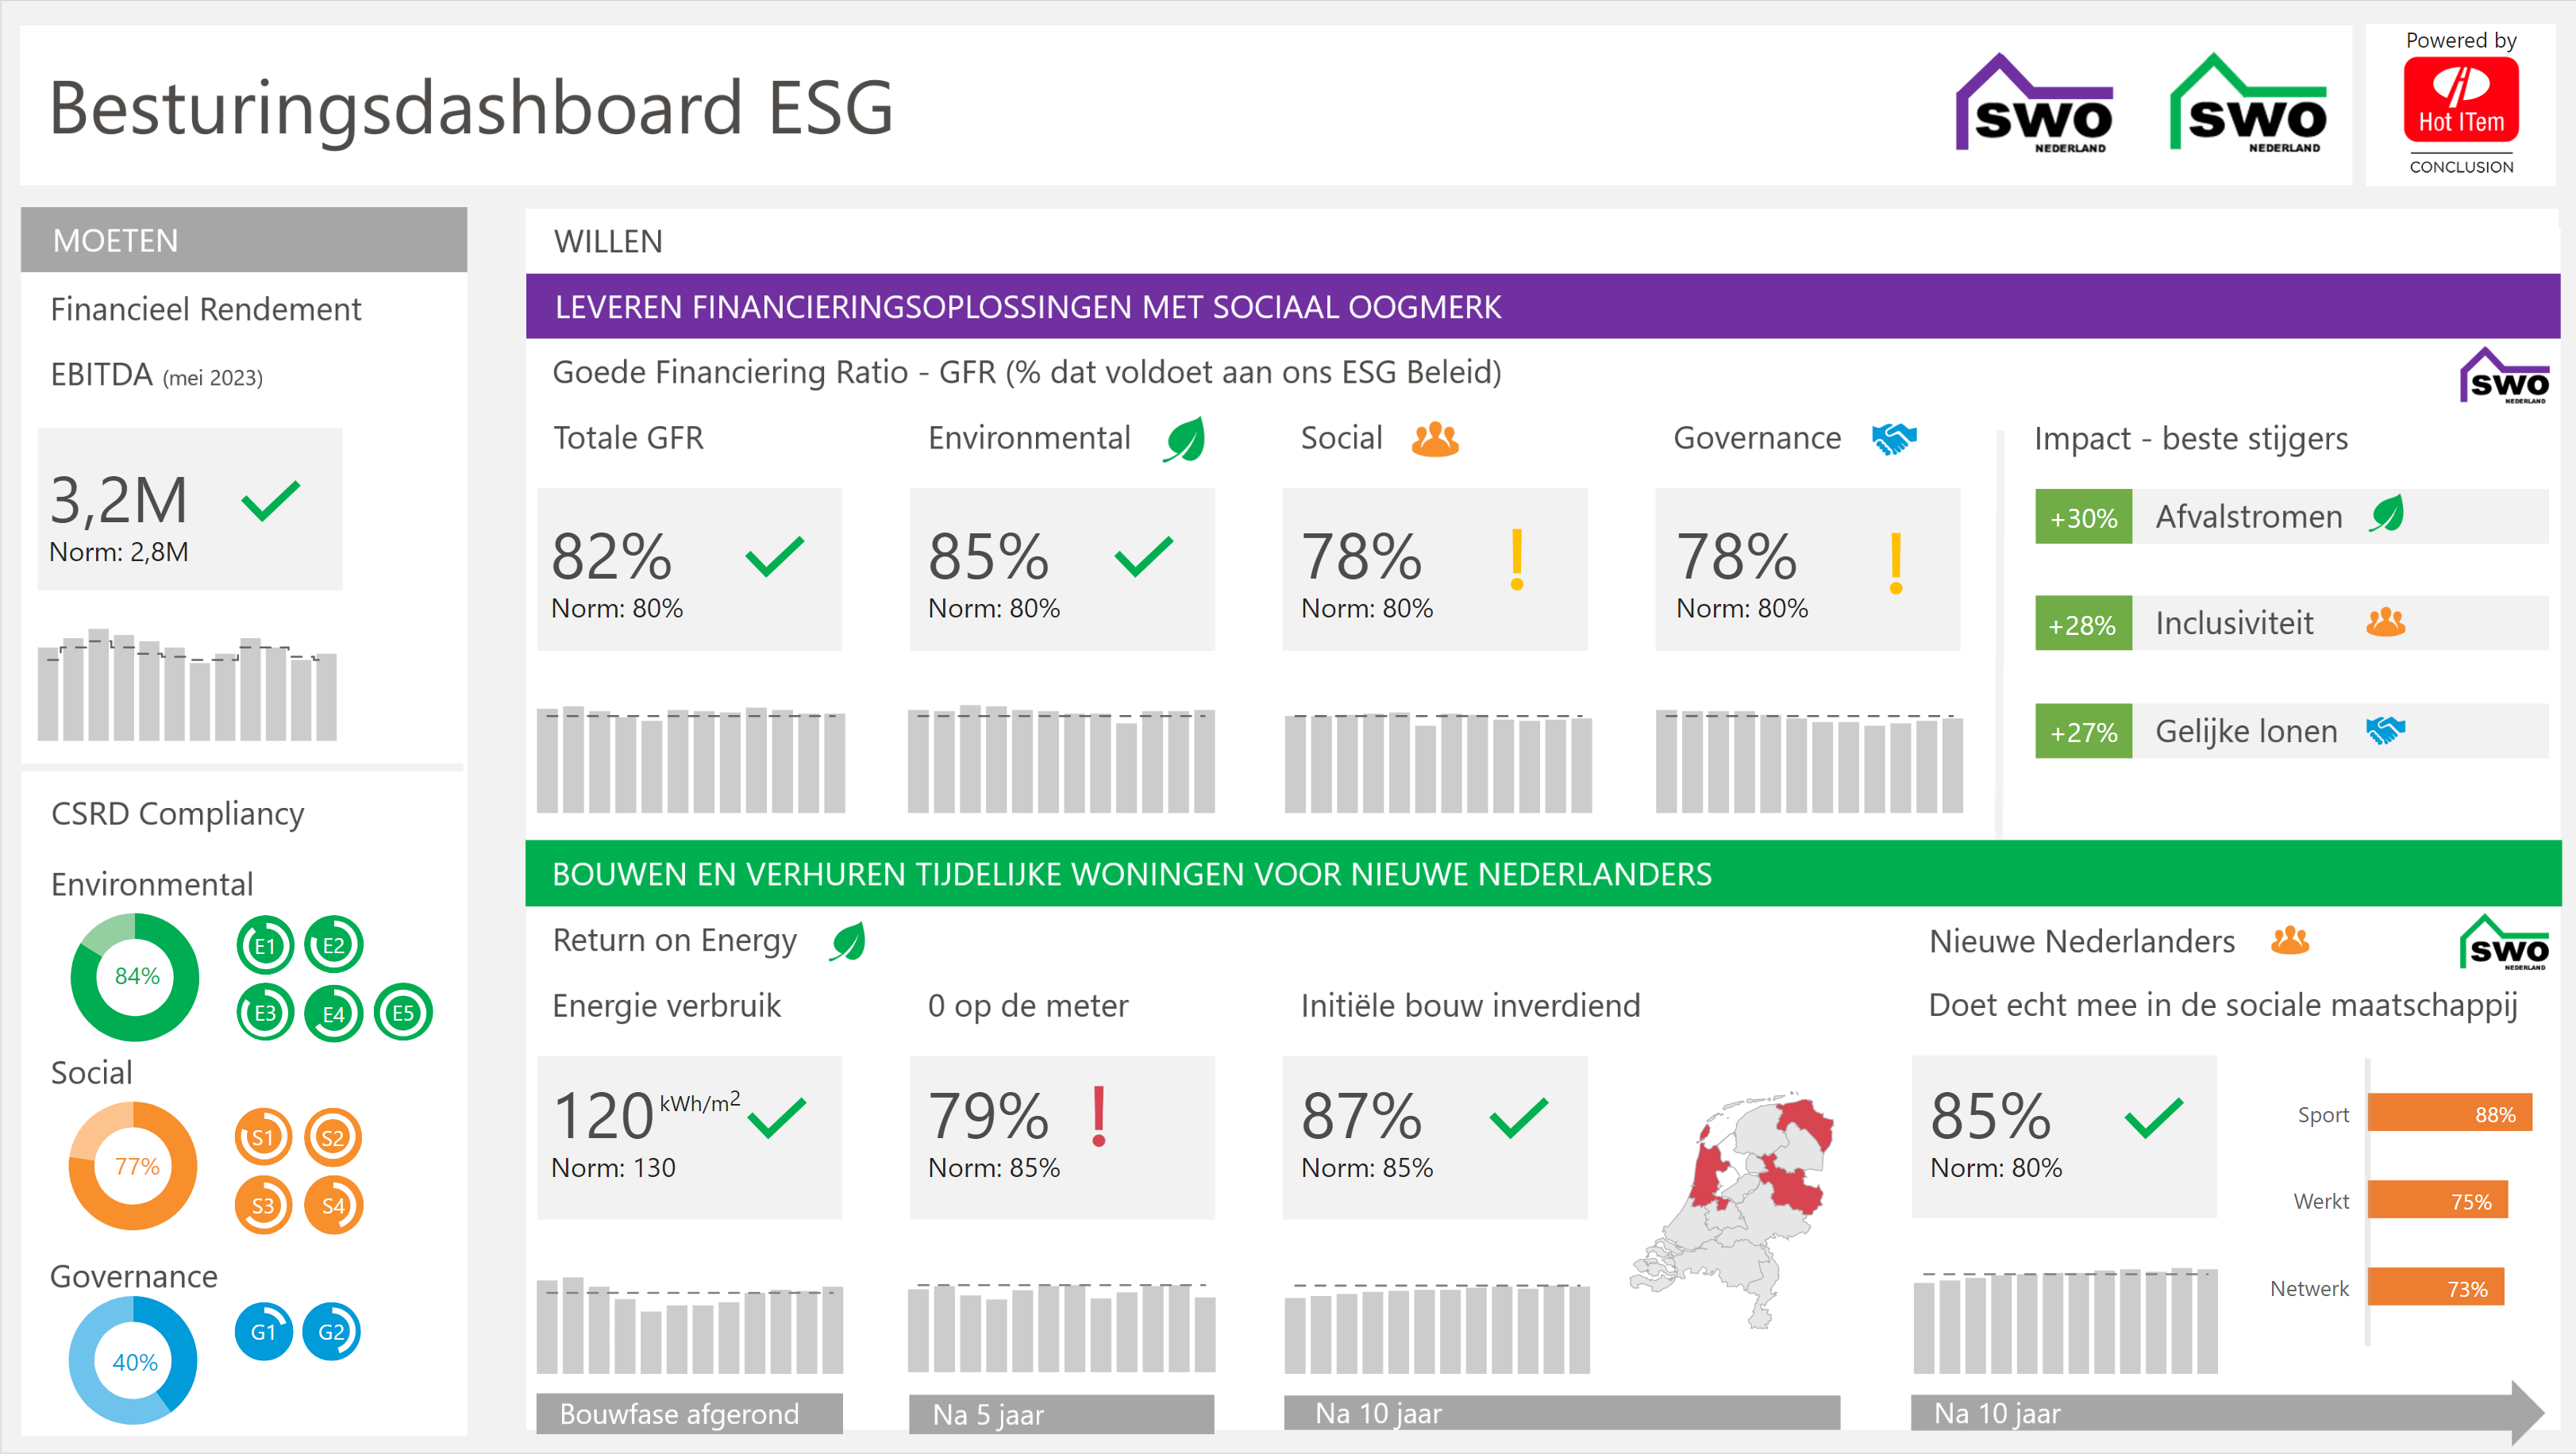 Besturingsdashboard ESG
SWO
NEDERLAND
SWO
NEDERLAND
Powered by
Hot ITem
CONCLUSION
MOETEN
Financieel Rendement
EBITDA (mei 2023)
3,2M
Norm: 2,8M
CSRD Compliancy
Environmental
84%
E1 E2
E3 E4 E5
Social
77%
S1 S2
S3 S4
Governance
40%
G1 G2
WILLEN
LEVEREN FINANCIERINGSOPLOSSINGEN MET SOCIAAL OOGMERK
Goede Financiering Ratio - GFR (% dat voldoet aan ons ESG Beleid)
SWO
NEDERLAND
Totale GFR
82%
Norm: 80%
Environmental
85%
Norm: 80%
Social
78%
Norm: 80%
Governance
78%
Norm: 80%
Impact - beste stijgers
+30% Afvalstromen
+28% Inclusiviteit
+27% Gelijke lonen
BOUWEN EN VERHUREN TIJDELIJKE WONINGEN VOOR NIEUWE NEDERLANDERS
Return on Energy
Energie verbruik
120 kWh/m²
Norm: 130
Bouwfase afgerond
0 op de meter
79%
Norm: 85%
Na 5 jaar
Initiële bouw inverdiend
87%
Norm: 85%
Na 10 jaar
Nieuwe Nederlanders
SWO
NEDERLAND
Doet echt mee in de sociale maatschappij
85%
Norm: 80%
Sport 88%
Werkt 75%
Netwerk 73%
Na 10 jaar